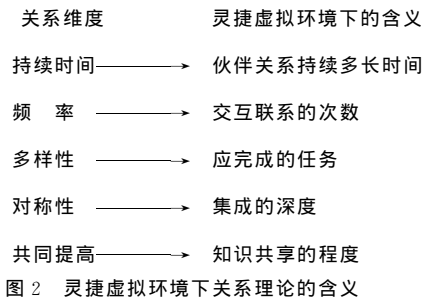 关系维度 灵捷虚拟环境下的含义
持续时间 → 伙伴关系持续多长时间
频 率 → 交互联系的次数
多样性 → 应完成的任务
对称性 → 集成的深度
共同提高 → 知识共享的程度
图 2 灵捷虚拟环境下关系理论的含义